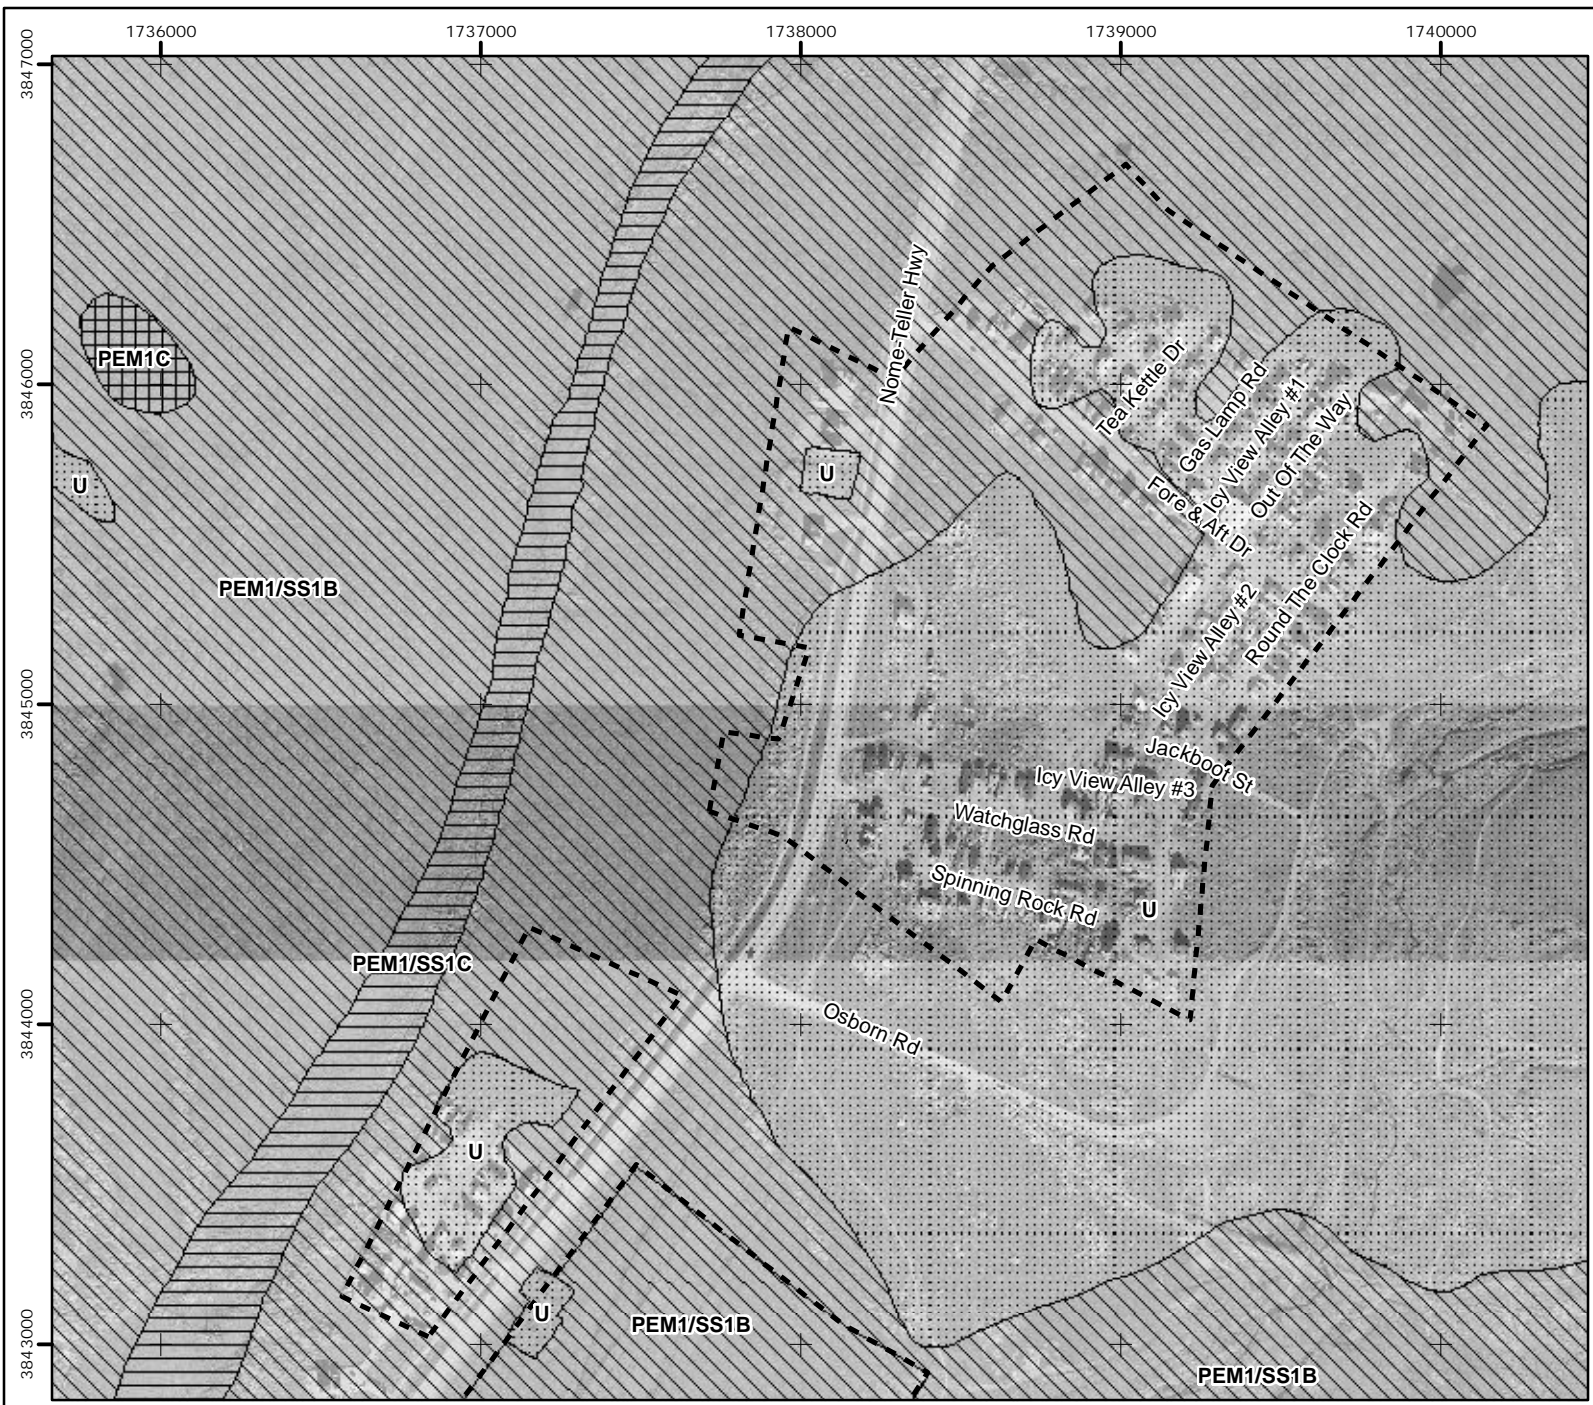 1736000
1737000
1738000
1739000
1740000
3847000
3846000
3845000
3844000
3843000
Nome-Teller Hwy
PEM1C
Tea Kettle Dr
Gas Lamp Rd
Icy View Alley #1
Out Of The Way
U
U
Fore & Aft Dr
Round The Clock Rd
PEM1/SS1B
Icy View Alley #2
Jackboot St
Icy View Alley #3
Watchglass Rd
Spinning Rock Rd
U
PEM1/SS1C
Osborn Rd
U
U
PEM1/SS1B
PEM1/SS1B